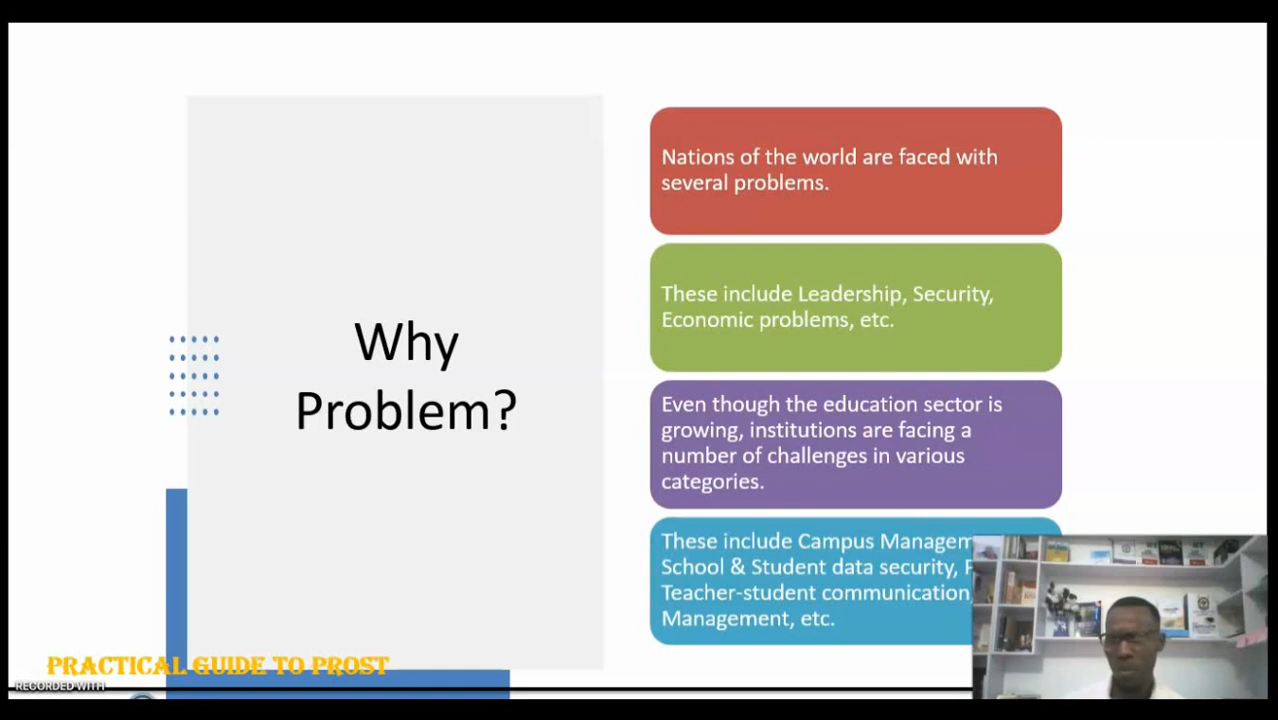 Why
Problem?
Nations of the world are faced with
several problems.
These include Leadership, Security,
Economic problems, etc.
Even though the education sector is
growing, institutions are facing a
number of challenges in various
categories.
These include Campus
School & Student data security,
Teacher-student communication,
Management, etc.
PRACTICAL GUIDE TO PROST
RECORDED WITH